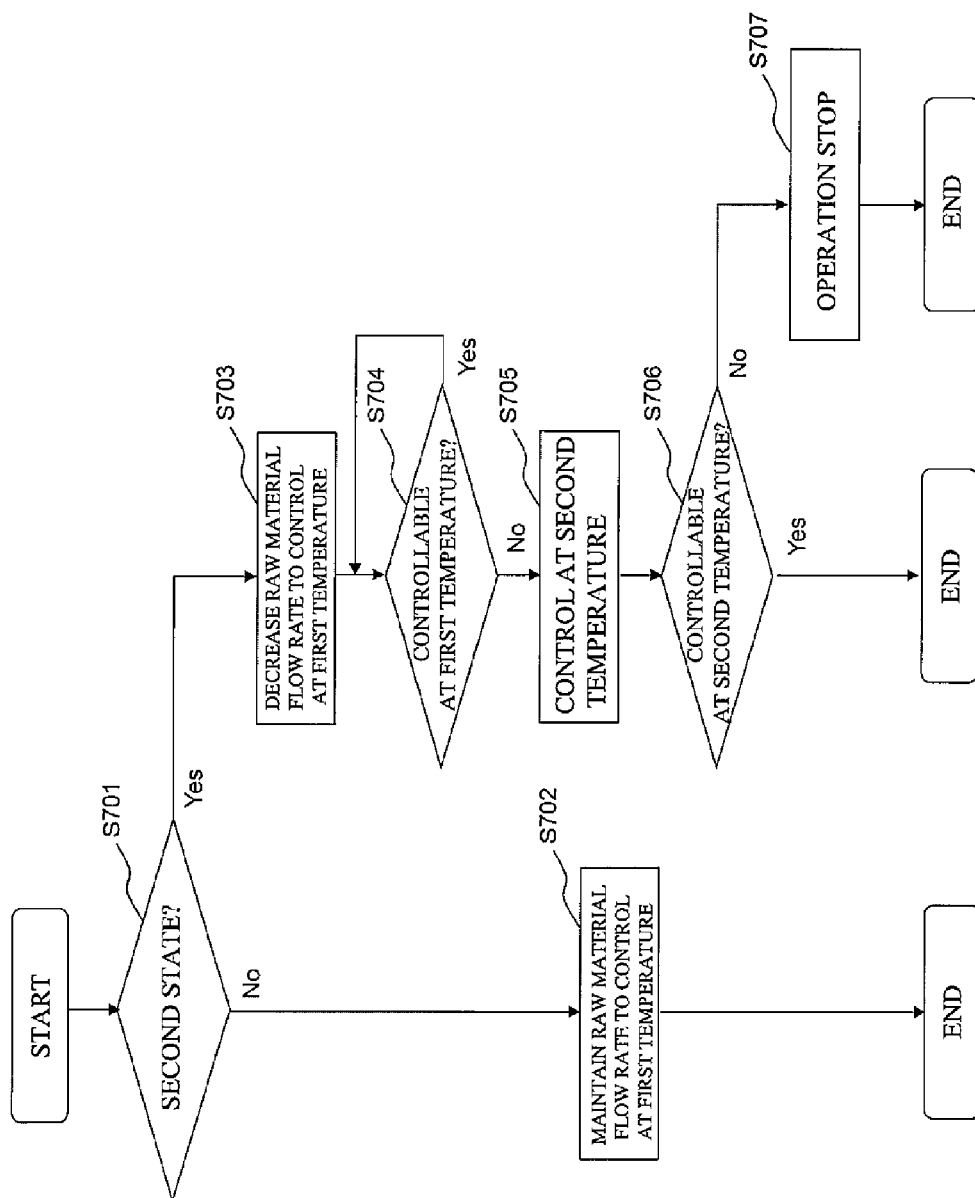 START
S701
SECOND STATE?
Yes
No
S702
MAINTAIN RAW MATERIAL
FLOW RATE TO CONTROL
AT FIRST TEMPERATURE
END
S703
DECREASE RAW MATERIAL
FLOW RATE TO CONTROL
AT FIRST TEMPERATURE
S704
CONTROLLABLE
AT FIRST TEMPERATURE?
Yes
No
S705
CONTROL AT SECOND
TEMPERATURE
S706
CONTROLLABLE
AT SECOND TEMPERATURE?
No
Yes
END
S707
OPERATION STOP
END